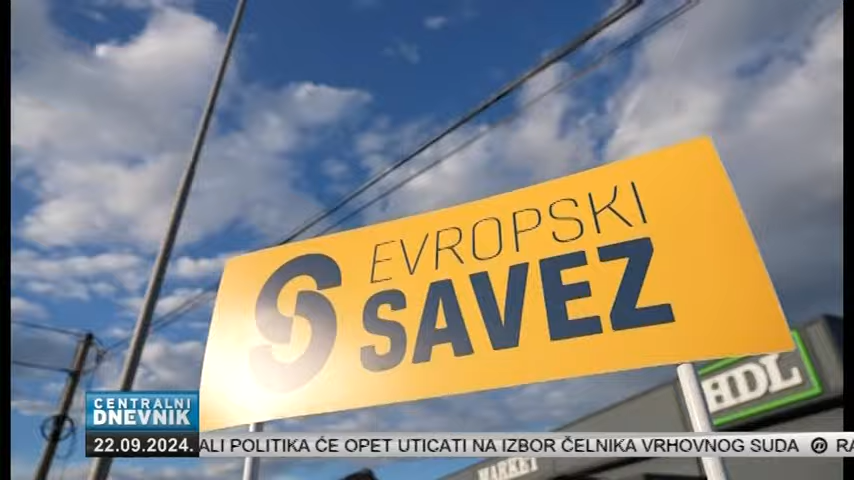 EVROPSKI
SAVEZ
HDL
MARKET
CENTRALNI
DNEVNIK
22.09.2024.
ALI POLITIKA ĆE OPET UTICATI NA IZBOR ČELNIKA VRHOVNOG SUDA